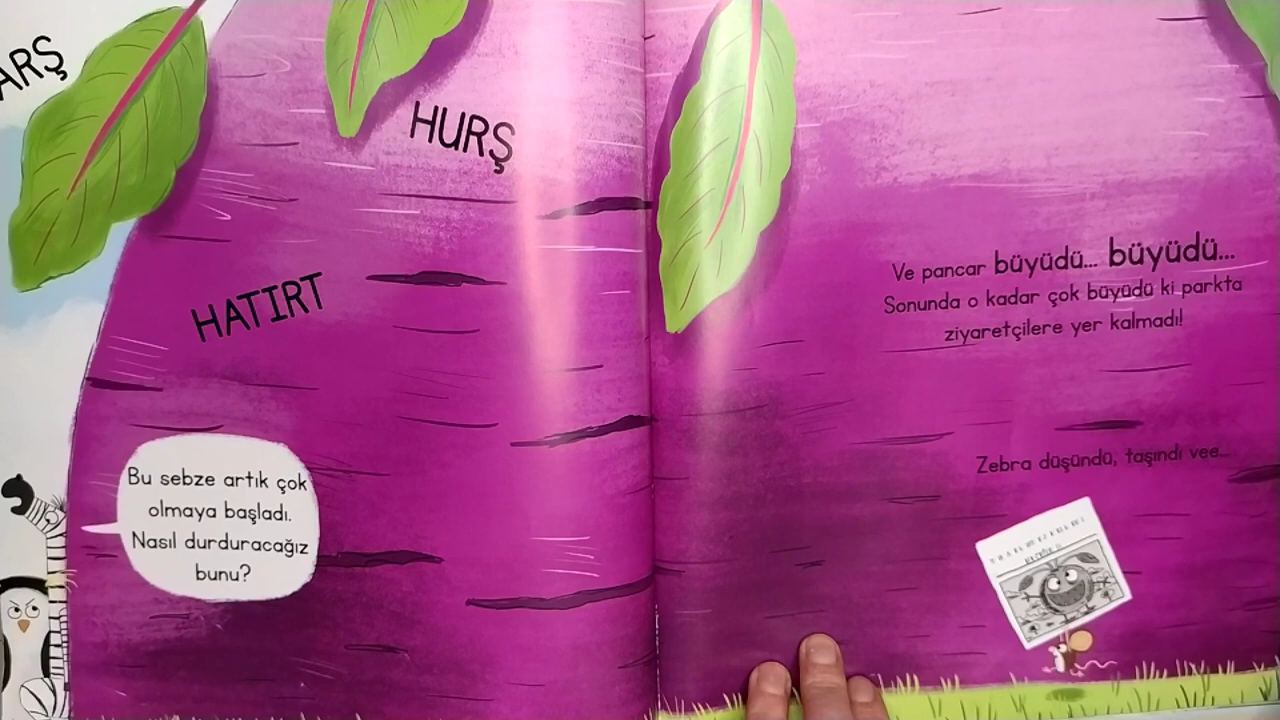 HURŞ
HATIRT
Bu sebze artık çok
olmaya başladı.
Nasıl durduracağız
bunu?
Ve pancar büyüdü... büyüdü...
Sonunda o kadar çok büyüdü ki parkta
ziyaretçilere yer kalmadı!
Zebra düşündü, taşındı vee...